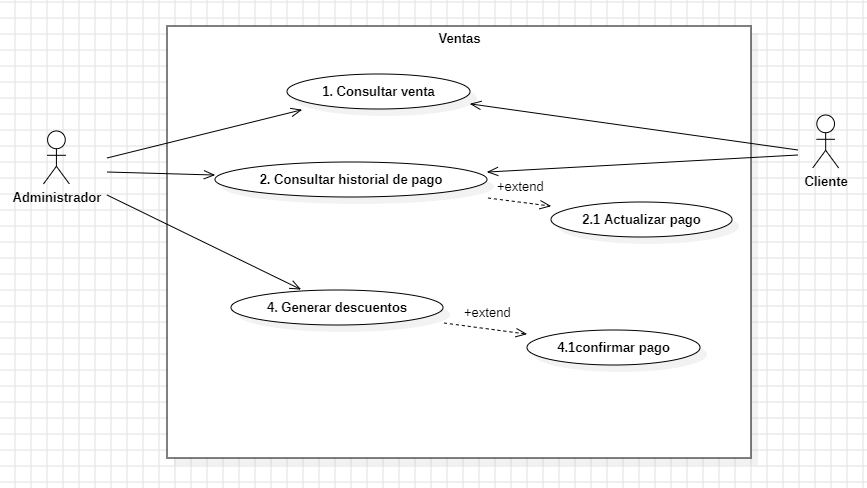 Ventas
1. Consultar venta
2. Consultar historial de pago
+extend
2.1 Actualizar pago
Administrador
Cliente
4. Generar descuentos
+extend
4.1confirmar pago